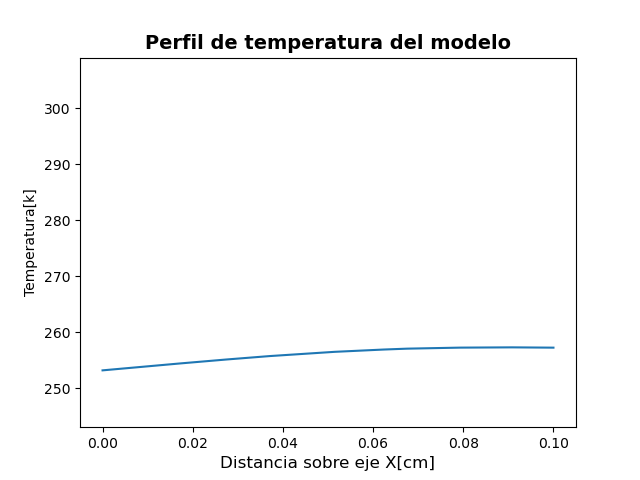 Perfil de temperatura del modelo
Temperatura[k]
300
290
280
270
260
250
0.00 0.02 0.04 0.06 0.08 0.10
Distancia sobre eje X[cm]